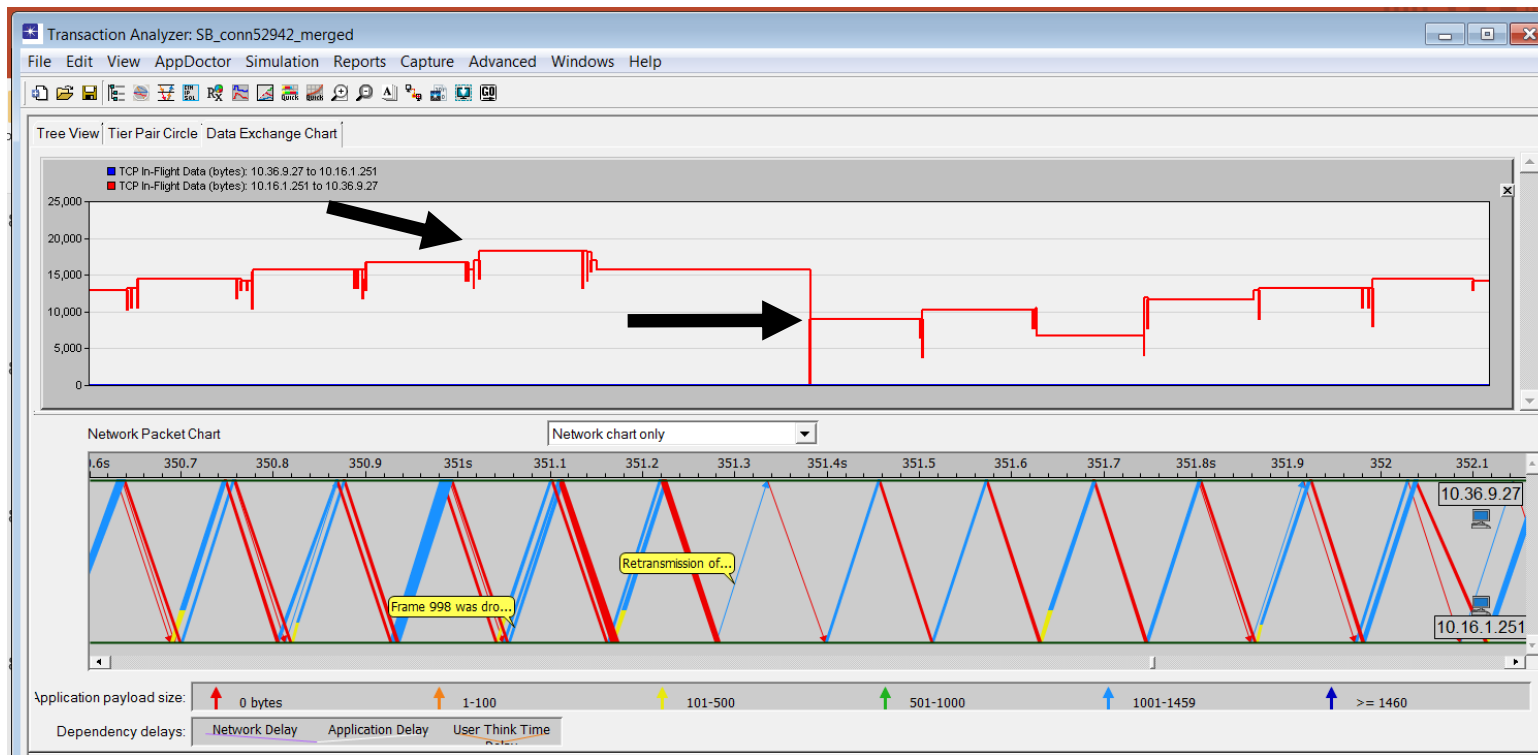 Transaction Analyzer: SB_conn52942_merged
File Edit View AppDoctor Simulation Reports Capture Advanced Windows Help
Tree View Tier Pair Circle Data Exchange Chart
TCP In-Flight Data (bytes): 10.36.9.27 to 10.16.1.251
TCP In-Flight Data (bytes): 10.16.1.251 to 10.36.9.27
25,000
20,000
15,000
10,000
5,000
0
Network Packet Chart Network chart only
.6s 350.7 350.8 350.9 351s 351.1 351.2 351.3 351.4s 351.5 351.6 351.7 351.8s 351.9 352 352.1
10.36.9.27
Retransmission of...
Frame 998 was dro...
10.16.1.251
Application payload size: 0 bytes 1-100 101-500 501-1000 1001-1459 >= 1460
Dependency delays: Network Delay Application Delay User Think Time